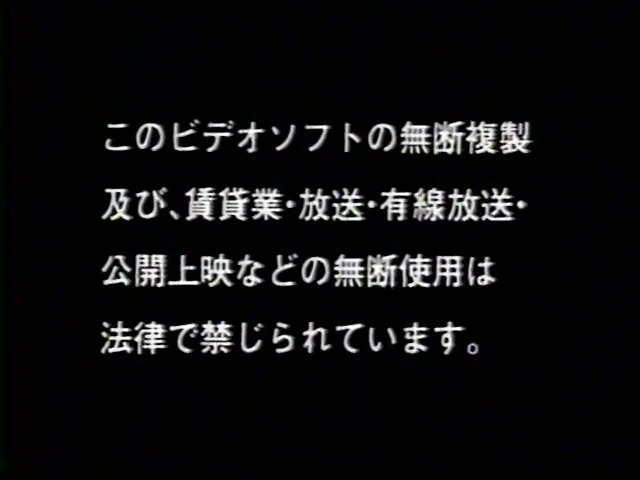 このビデオソフトの無断複製
及び、賃貸業・放送・有線放送・
公開上映などの無断使用は
法律で禁じられています。